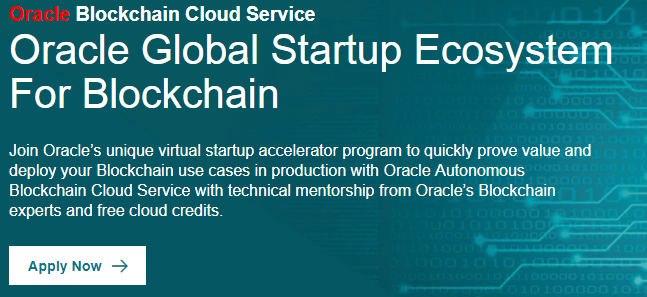 Oracle Blockchain Cloud Service
Oracle Global Startup Ecosystem
For Blockchain
Join Oracle’s unique virtual startup accelerator program to quickly prove value and
deploy your Blockchain use cases in production with Oracle Autonomous
Blockchain Cloud Service with technical mentorship from Oracle’s Blockchain
experts and free cloud credits.
Apply Now →